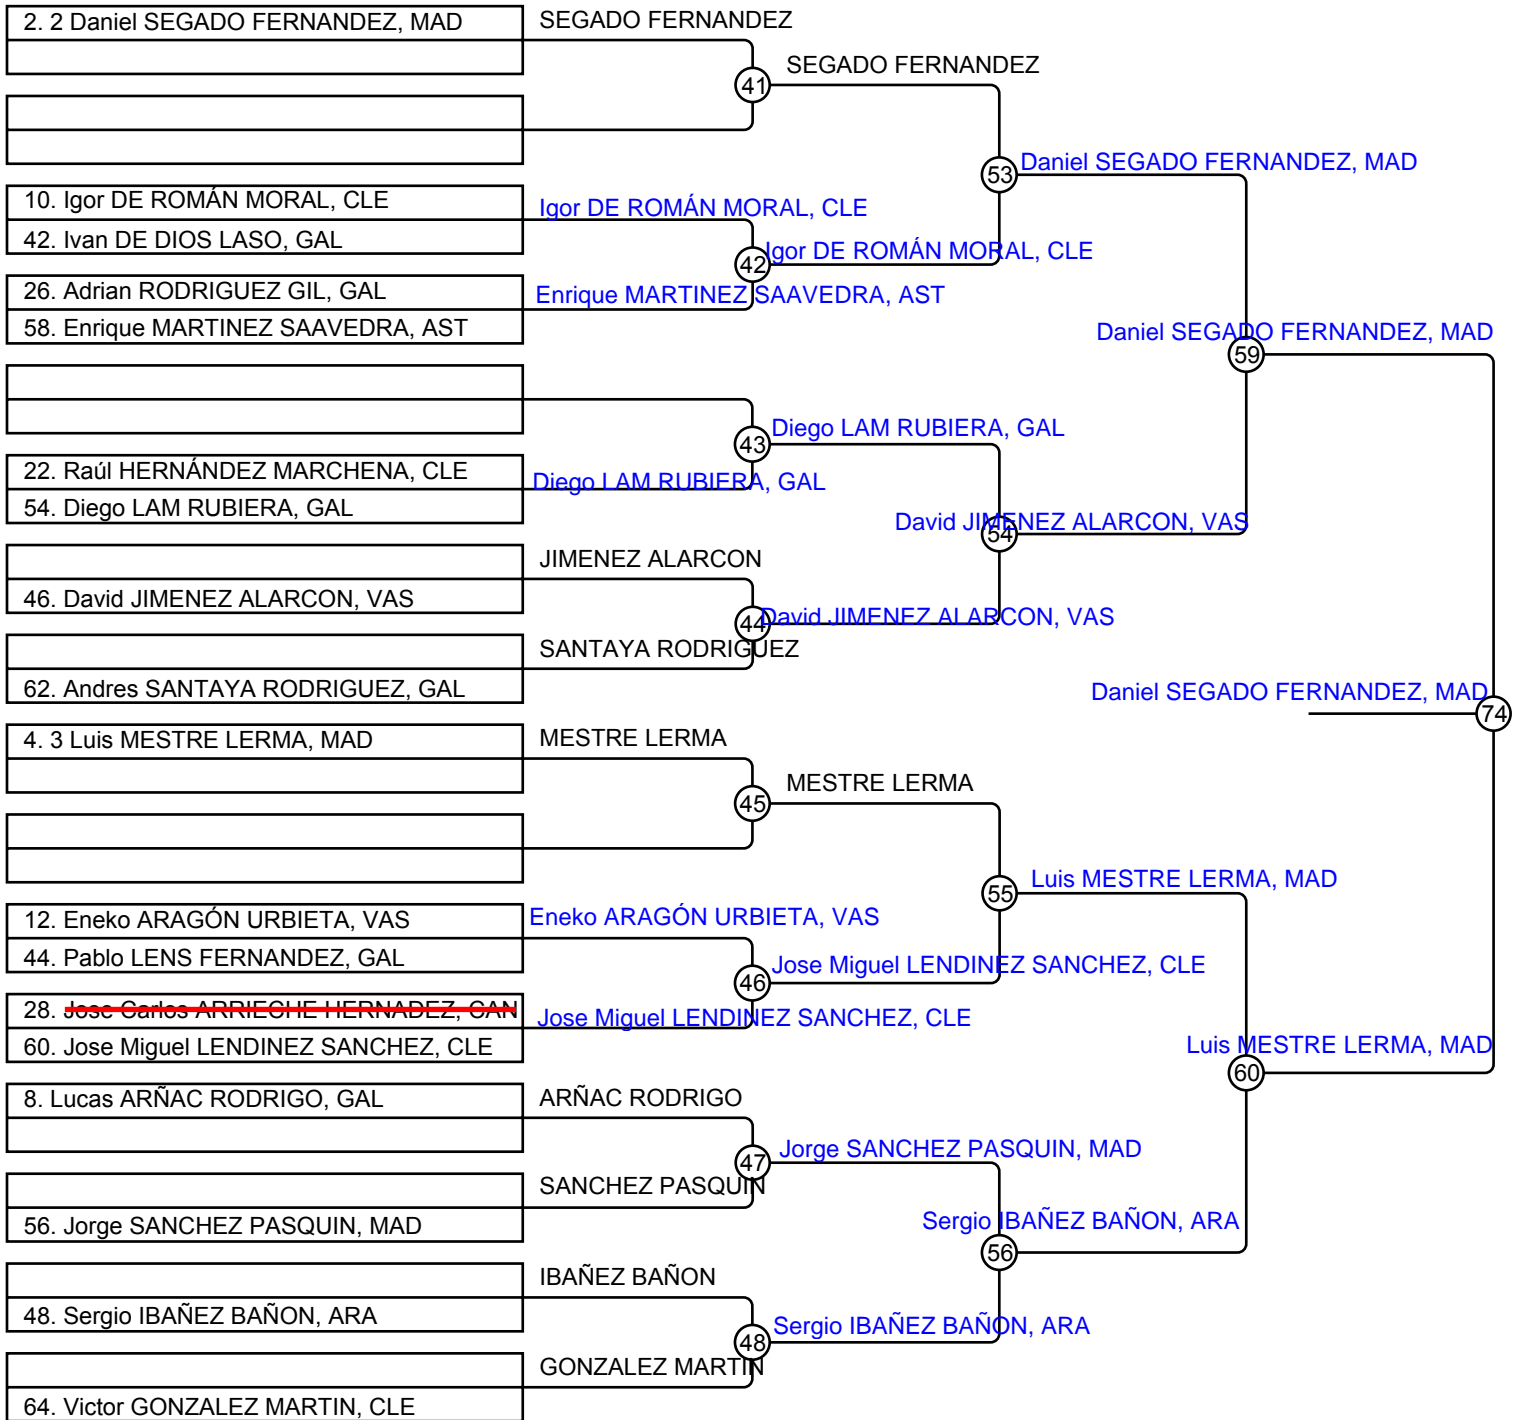 2. 2 Daniel SEGADO FERNANDEZ, MAD
SEGADO FERNANDEZ
41
SEGADO FERNANDEZ
53
Daniel SEGADO FERNANDEZ, MAD
10. Igor DE ROMÁN MORAL, CLE
Igor DE ROMÁN MORAL, CLE
42. Ivan DE DIOS LASO, GAL
42
Igor DE ROMÁN MORAL, CLE
26. Adrian RODRIGUEZ GIL, GAL
Enrique MARTINEZ SAAVEDRA, AST
58. Enrique MARTINEZ SAAVEDRA, AST
Daniel SEGADO FERNANDEZ, MAD
59
43
Diego LAM RUBIERA, GAL
22. Raúl HERNÁNDEZ MARCHENA, CLE
Diego LAM RUBIERA, GAL
54. Diego LAM RUBIERA, GAL
David JIMENEZ ALARCON, VAS
54
JIMENEZ ALARCON
46. David JIMENEZ ALARCON, VAS
44
David JIMENEZ ALARCON, VAS
SANTAYA RODRIGUEZ
62. Andres SANTAYA RODRIGUEZ, GAL
Daniel SEGADO FERNANDEZ, MAD
74
4. 3 Luis MESTRE LERMA, MAD
MESTRE LERMA
45
MESTRE LERMA
55
Luis MESTRE LERMA, MAD
12. Eneko ARAGÓN URBIETA, VAS
Eneko ARAGÓN URBIETA, VAS
44. Pablo LENS FERNANDEZ, GAL
46
Jose Miguel LENDINEZ SANCHEZ, CLE
28. Jose Carlos ARRIECHE HERNADEZ, CAN
Jose Miguel LENDINEZ SANCHEZ, CLE
60. Jose Miguel LENDINEZ SANCHEZ, CLE
Luis MESTRE LERMA, MAD
60
8. Lucas ARÑAC RODRIGO, GAL
ARÑAC RODRIGO
47
Jorge SANCHEZ PASQUIN, MAD
SANCHEZ PASQUIN
56. Jorge SANCHEZ PASQUIN, MAD
Sergio IBAÑEZ BAÑON, ARA
56
IBAÑEZ BAÑON
48. Sergio IBAÑEZ BAÑON, ARA
48
Sergio IBAÑEZ BAÑON, ARA
GONZALEZ MARTIN
64. Victor GONZALEZ MARTIN, CLE